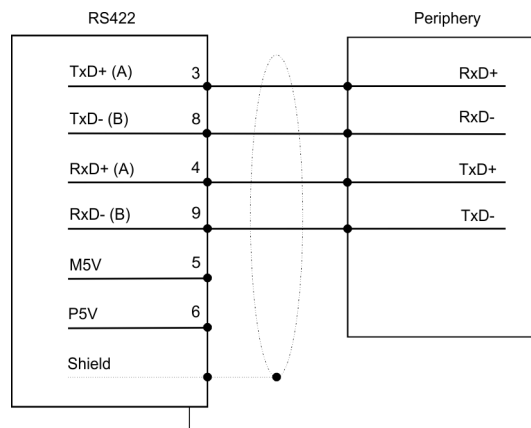 RS422 Periphery
TxD+ (A) 3 RxD+
TxD- (B) 8 RxD-
RxD+ (A) 4 TxD+
RxD- (B) 9 TxD-
M5V 5
P5V 6
Shield